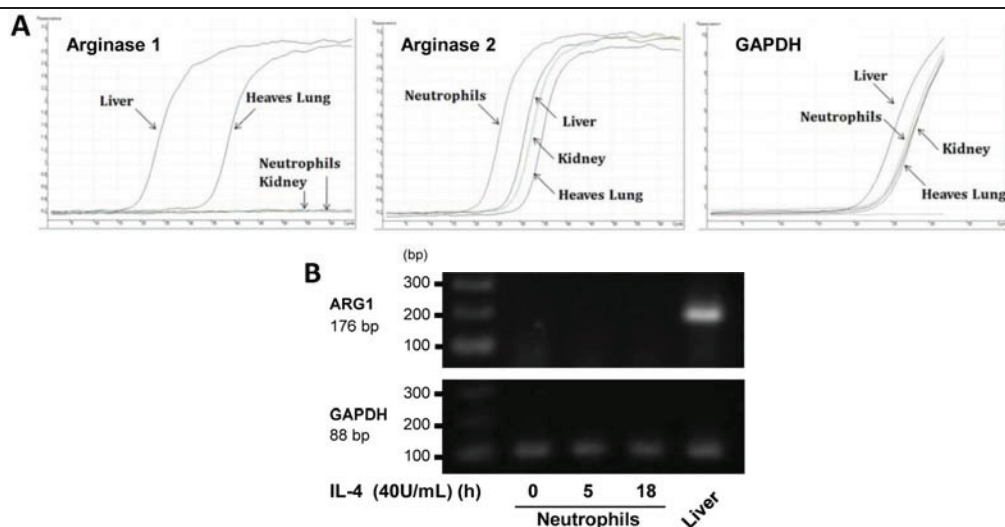 A
Arginase 1
Liver
Heaves Lung
Neutrophils
Kidney
Arginase 2
Neutrophils
Liver
Kidney
Heaves Lung
GAPDH
Liver
Neutrophils
Kidney
Heaves Lung
B
(bp)
ARG1
176 bp
300
200
100
GAPDH
88 bp
300
200
100
IL-4 (40U/mL) (h) 0 5 18
Neutrophils
Liver